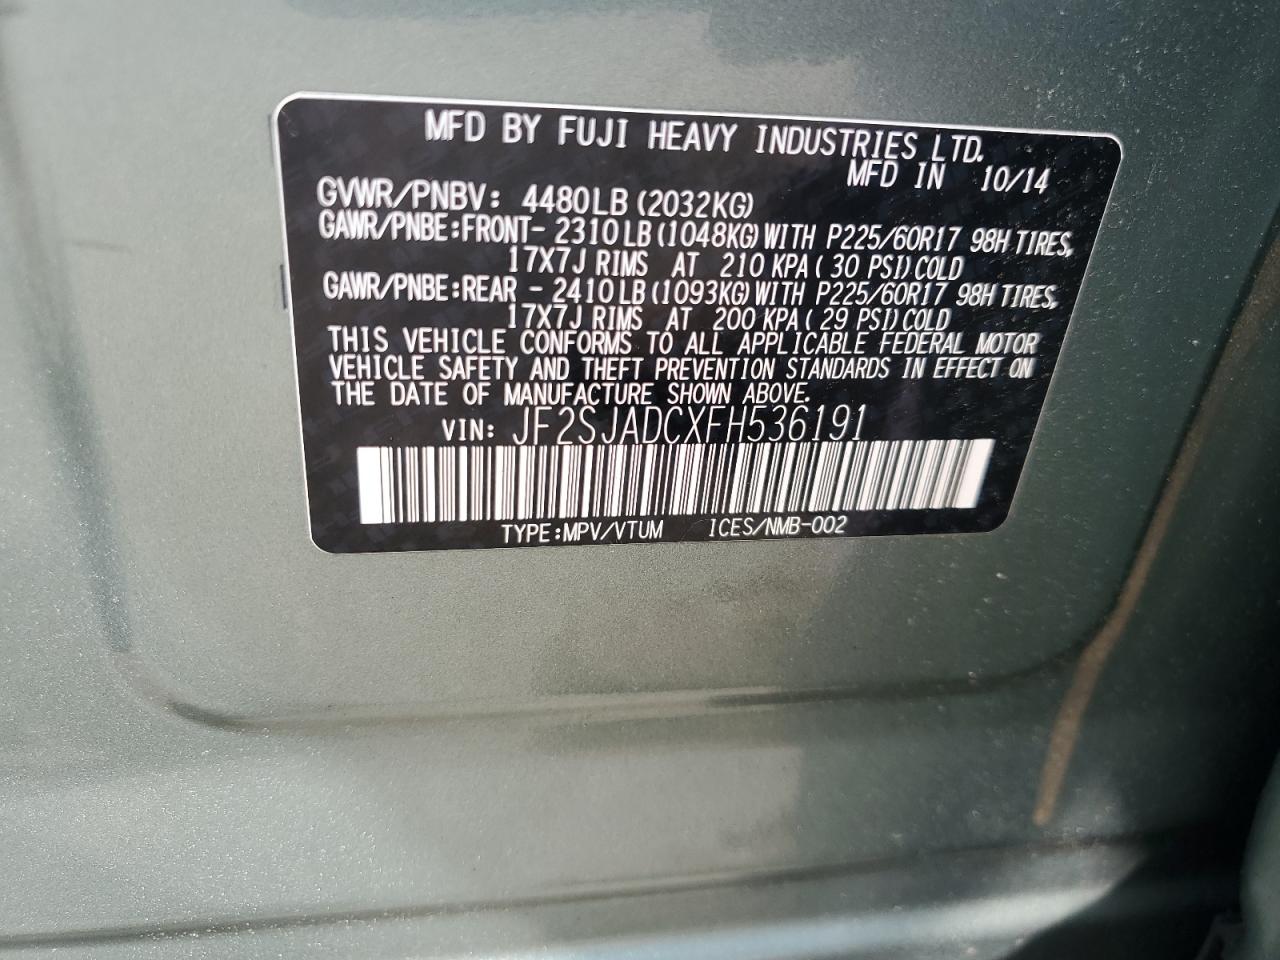 MFD BY FUJI HEAVY INDUSTRIES LTD.
MFD IN 10/14
GVWR/PNBV: 4480LB (2032KG)
GAWR/PNBE:FRONT- 2310LB (1048KG) WITH P225/60R17 98H TIRES,
17X7J RIMS AT 210 KPA ( 30 PSI) COLD
GAWR/PNBE:REAR - 2410LB (1093KG) WITH P225/60R17 98H TIRES,
17X7J RIMS AT 200 KPA ( 29 PSI) COLD
THIS VEHICLE CONFORMS TO ALL APPLICABLE FEDERAL MOTOR
VEHICLE SAFETY AND THEFT PREVENTION STANDARDS IN EFFECT ON
THE DATE OF MANUFACTURE SHOWN ABOVE.
VIN: JF2SJADCXFH536191
TYPE:MPV/VTUM ICES/NMB-002